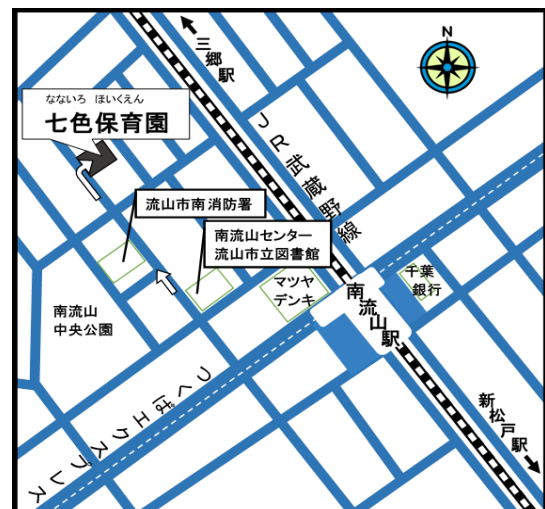 N
三郷駅
なないろ ほいくえん
七色保育園
JR武蔵野線
流山市南消防署
南流山センター
流山市立図書館
マツヤ
デンキ
千葉
銀行
南流山駅
南流山
中央公園
つくばエクスプレス
新松戸駅